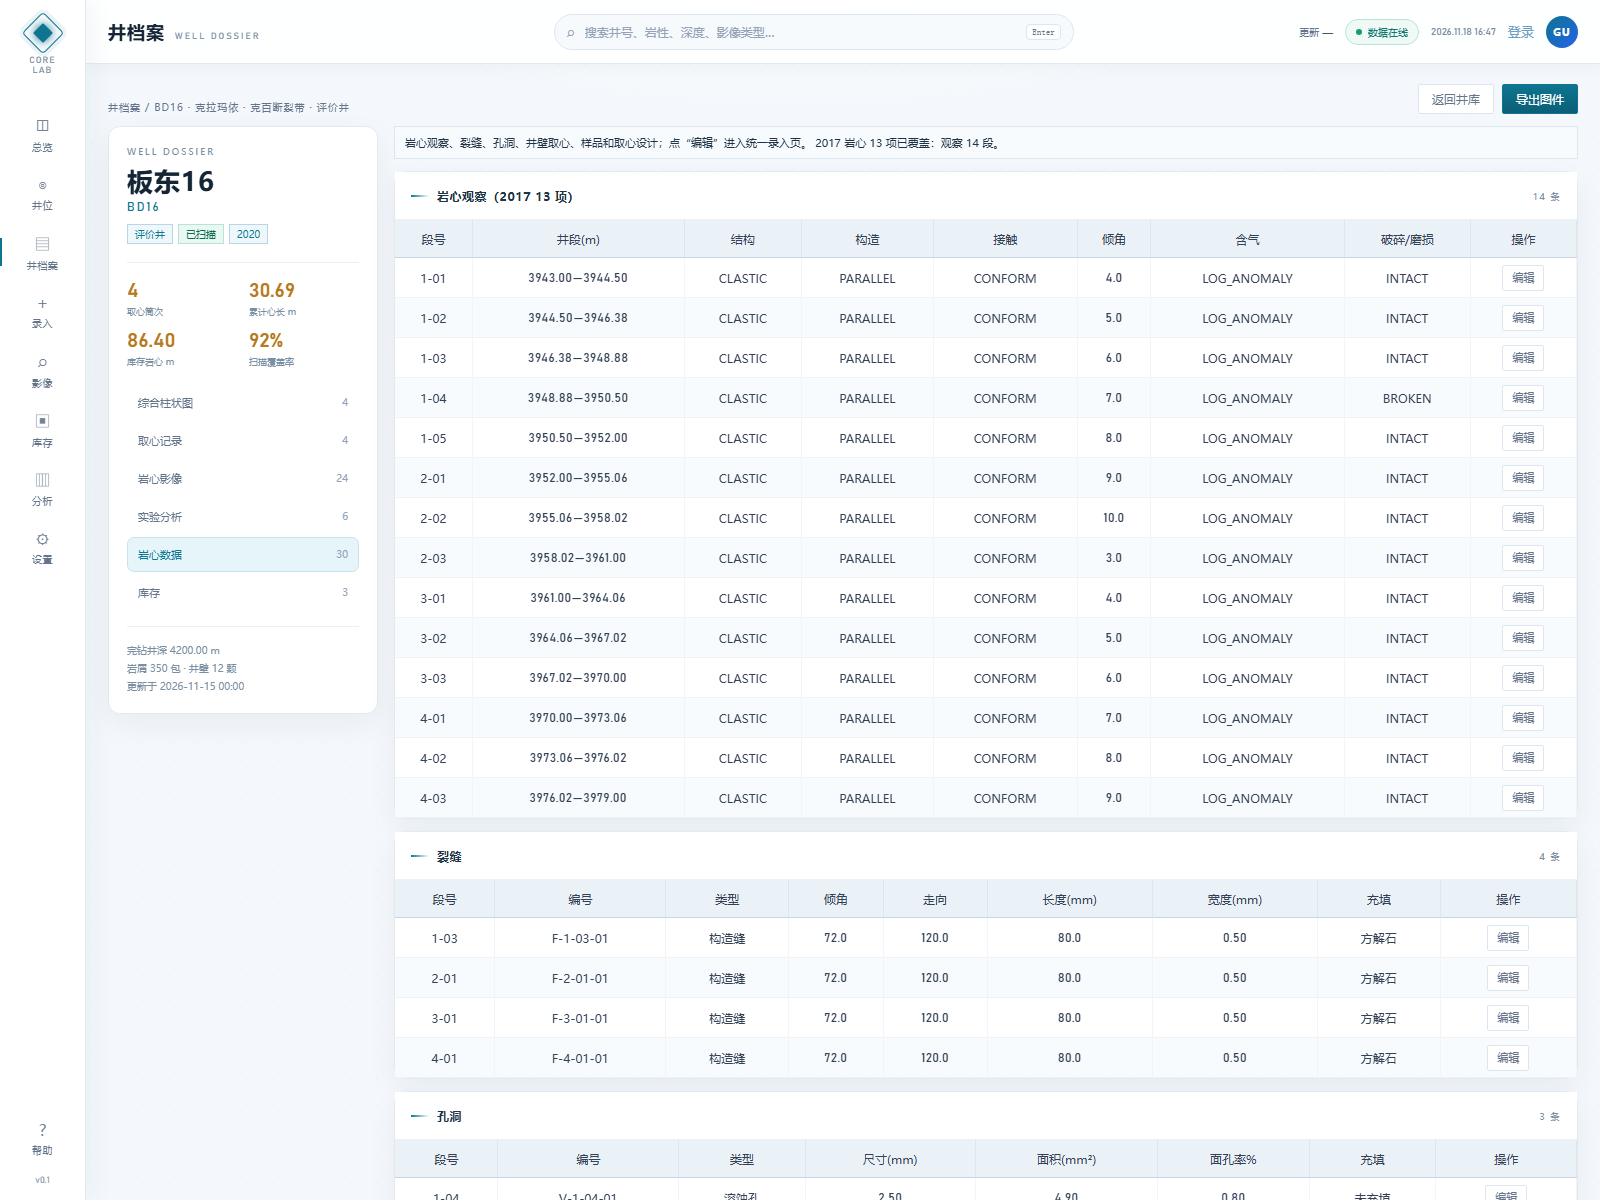 CORE
LAB
总览
井位
井档案
录入
影像
库存
分析
设置
帮助
v0.1
井档案 WELL DOSSIER
搜索井号、岩性、深度、影像类型... Enter
更新 — 数据在线 2026.11.18 16:47 登录 GU
井档案 / BD16 · 克拉玛依 · 克百断裂带 · 评价井
返回井库 导出图件
WELL DOSSIER
板东16
BD16
评价井 已扫描 2020
4 30.69
取心筒次 累计心长 m
86.40 92%
库存岩心 m 扫描覆盖率
综合柱状图 4
取心记录 4
岩心影像 24
实验分析 6
岩心数据 30
库存 3
完钻井深 4200.00 m
岩屑 350 包 · 井壁 12 颗
更新于 2026-11-15 00:00
岩心观察、裂缝、孔洞、井壁取心、样品和取心设计；点“编辑”进入统一录入页。 2017 岩心 13 项已覆盖：观察 14 段。
岩心观察（2017 13 项） 14 条
段号 井段(m) 结构 构造 接触 倾角 含气 破碎/磨损 操作
1-01 3943.00—3944.50 CLASTIC PARALLEL CONFORM 4.0 LOG_ANOMALY INTACT 编辑
1-02 3944.50—3946.38 CLASTIC PARALLEL CONFORM 5.0 LOG_ANOMALY INTACT 编辑
1-03 3946.38—3948.88 CLASTIC PARALLEL CONFORM 6.0 LOG_ANOMALY INTACT 编辑
1-04 3948.88—3950.50 CLASTIC PARALLEL CONFORM 7.0 LOG_ANOMALY BROKEN 编辑
1-05 3950.50—3952.00 CLASTIC PARALLEL CONFORM 8.0 LOG_ANOMALY INTACT 编辑
2-01 3952.00—3955.06 CLASTIC PARALLEL CONFORM 9.0 LOG_ANOMALY INTACT 编辑
2-02 3955.06—3958.02 CLASTIC PARALLEL CONFORM 10.0 LOG_ANOMALY INTACT 编辑
2-03 3958.02—3961.00 CLASTIC PARALLEL CONFORM 3.0 LOG_ANOMALY INTACT 编辑
3-01 3961.00—3964.06 CLASTIC PARALLEL CONFORM 4.0 LOG_ANOMALY INTACT 编辑
3-02 3964.06—3967.02 CLASTIC PARALLEL CONFORM 5.0 LOG_ANOMALY INTACT 编辑
3-03 3967.02—3970.00 CLASTIC PARALLEL CONFORM 6.0 LOG_ANOMALY INTACT 编辑
4-01 3970.00—3973.06 CLASTIC PARALLEL CONFORM 7.0 LOG_ANOMALY INTACT 编辑
4-02 3973.06—3976.02 CLASTIC PARALLEL CONFORM 8.0 LOG_ANOMALY INTACT 编辑
4-03 3976.02—3979.00 CLASTIC PARALLEL CONFORM 9.0 LOG_ANOMALY INTACT 编辑
裂缝 4 条
段号 编号 类型 倾角 走向 长度(mm) 宽度(mm) 充填 操作
1-03 F-1-03-01 构造缝 72.0 120.0 80.0 0.50 方解石 编辑
2-01 F-2-01-01 构造缝 72.0 120.0 80.0 0.50 方解石 编辑
3-01 F-3-01-01 构造缝 72.0 120.0 80.0 0.50 方解石 编辑
4-01 F-4-01-01 构造缝 72.0 120.0 80.0 0.50 方解石 编辑
孔洞 3 条
段号 编号 类型 尺寸(mm) 面积(mm²) 面孔率% 充填 操作
1-04 V-1-04-01 溶蚀孔 2.50 4.90 0.80 未充填 编辑